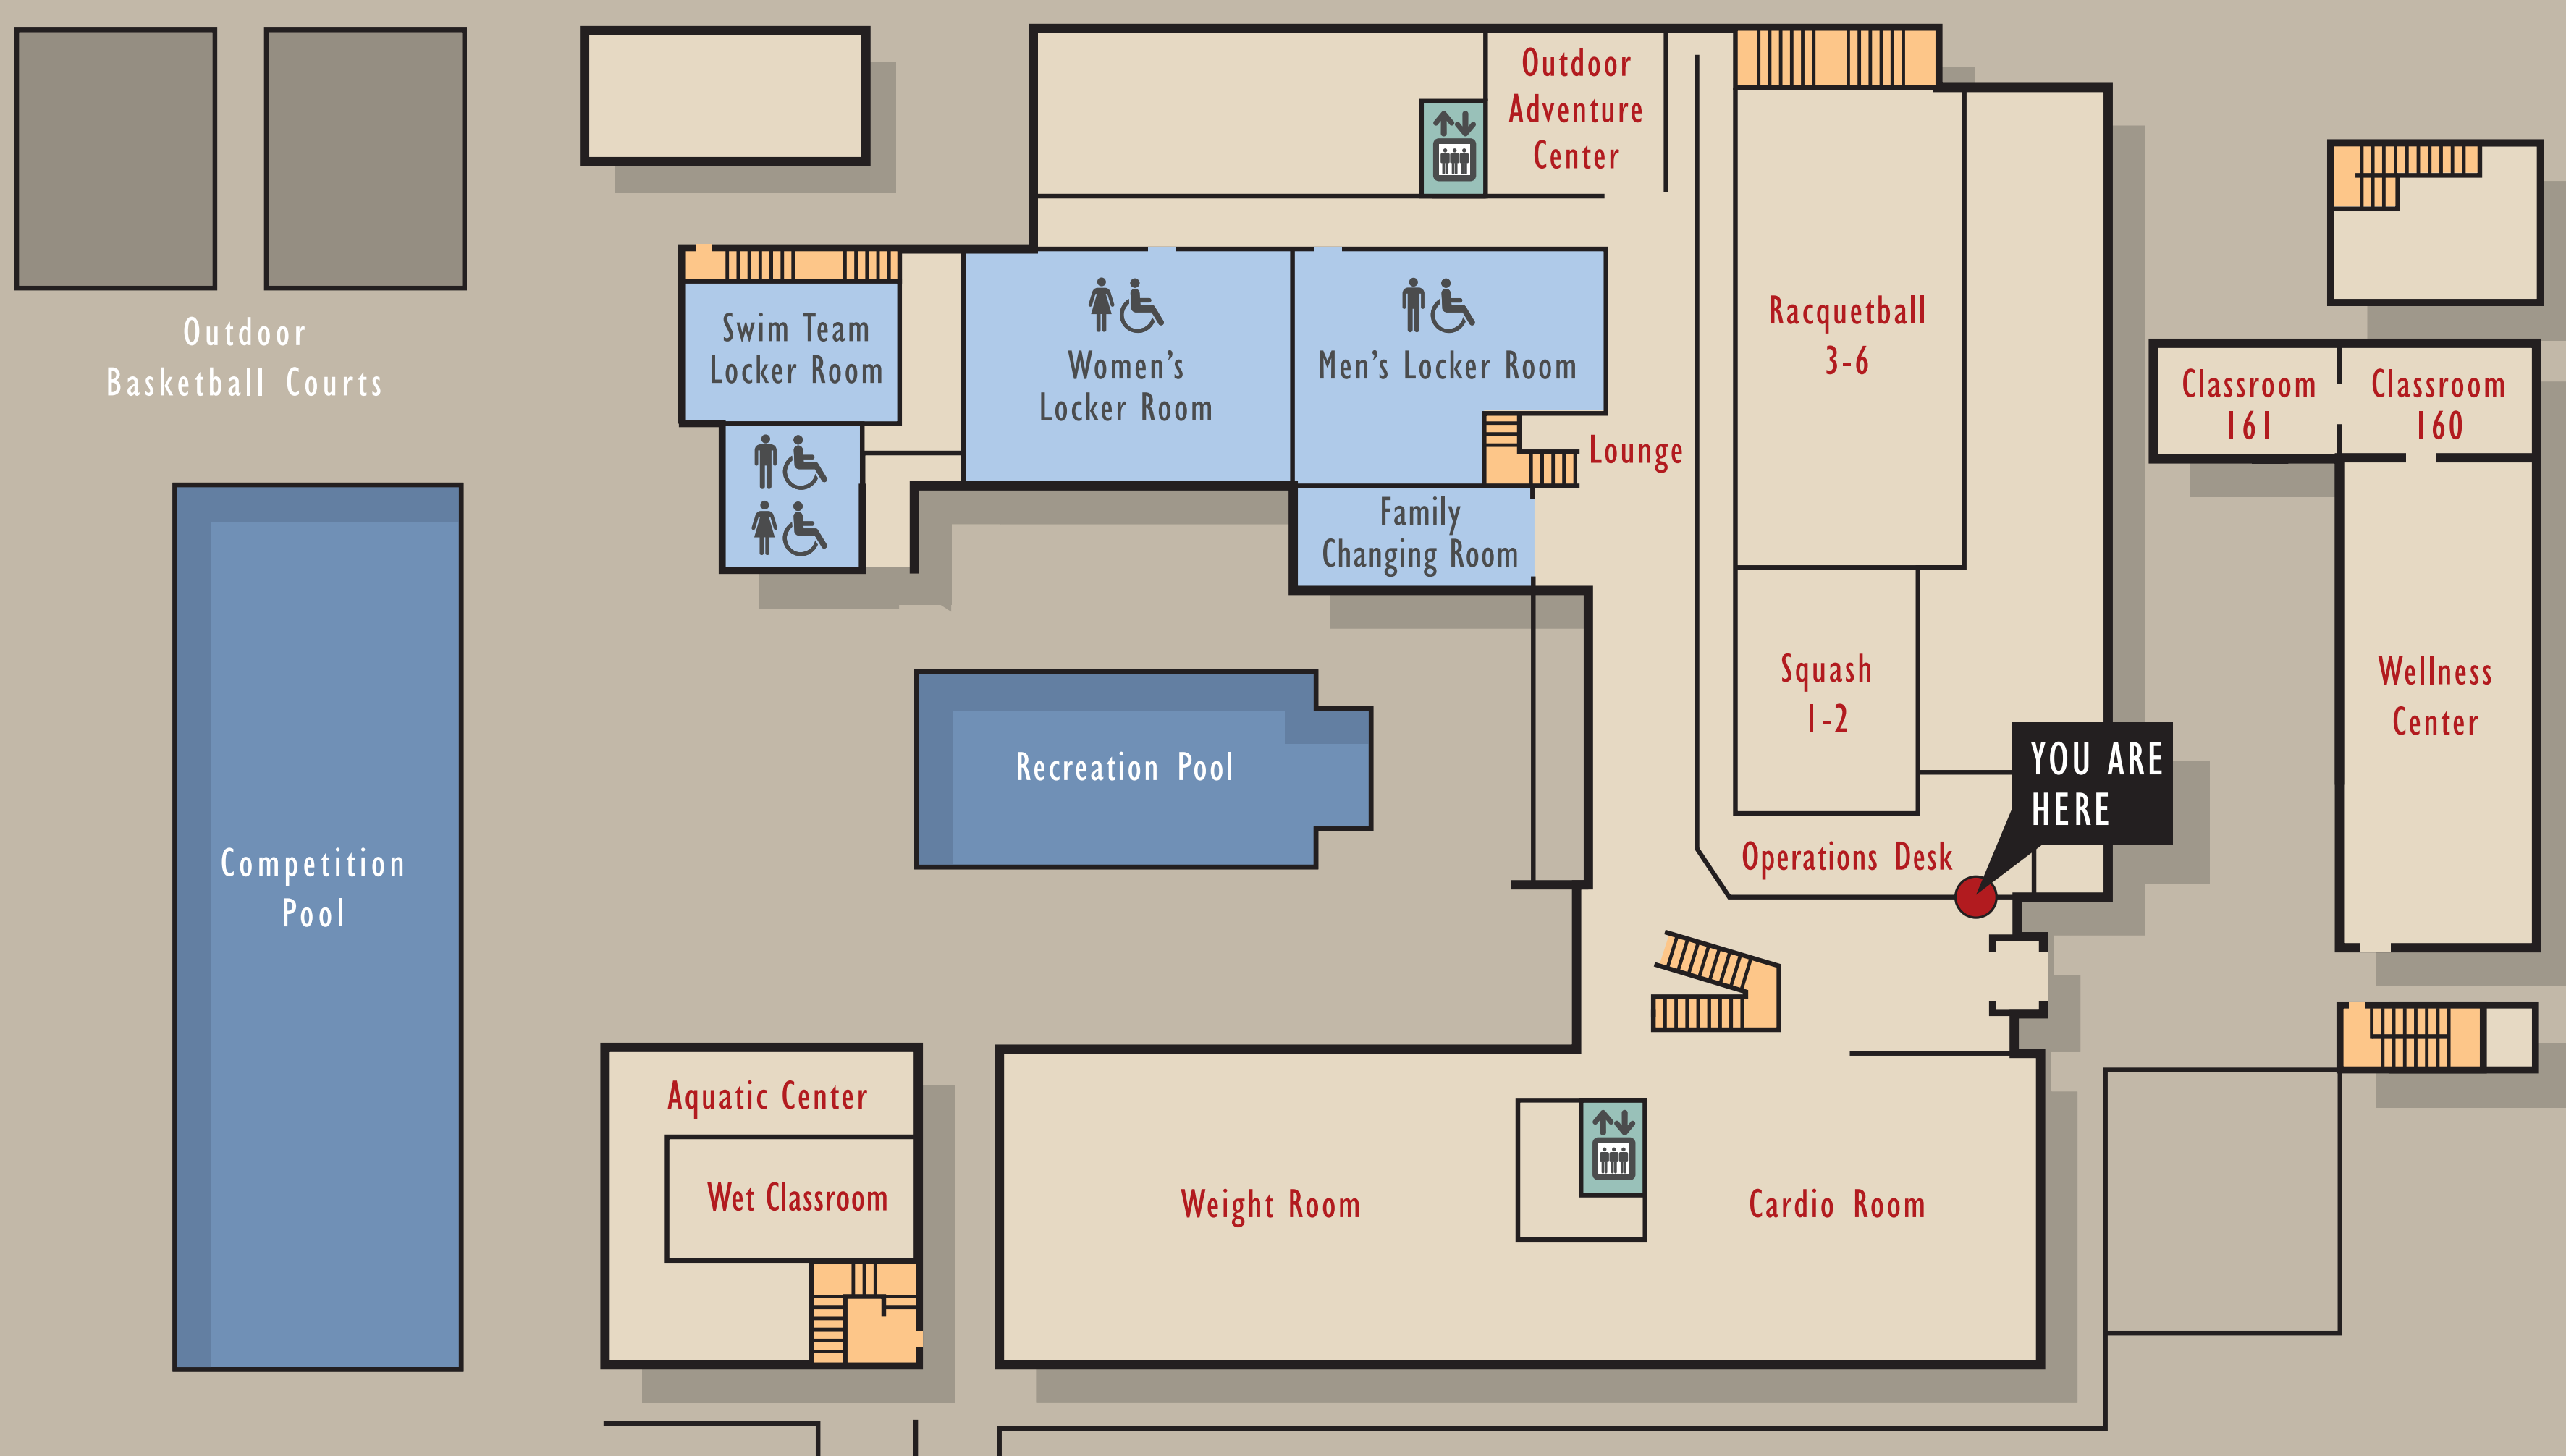 Outdoor
Adventure
Center
Outdoor
Basketball Courts
Swim Team
Locker Room
Women's
Locker Room
Men's Locker Room
Lounge
Family
Changing Room
Racquetball
3-6
Classroom
161
Classroom
160
Squash
1-2
Wellness
Center
YOU ARE
HERE
Recreation Pool
Operations Desk
Competition
Pool
Aquatic Center
Wet Classroom
Weight Room
Cardio Room